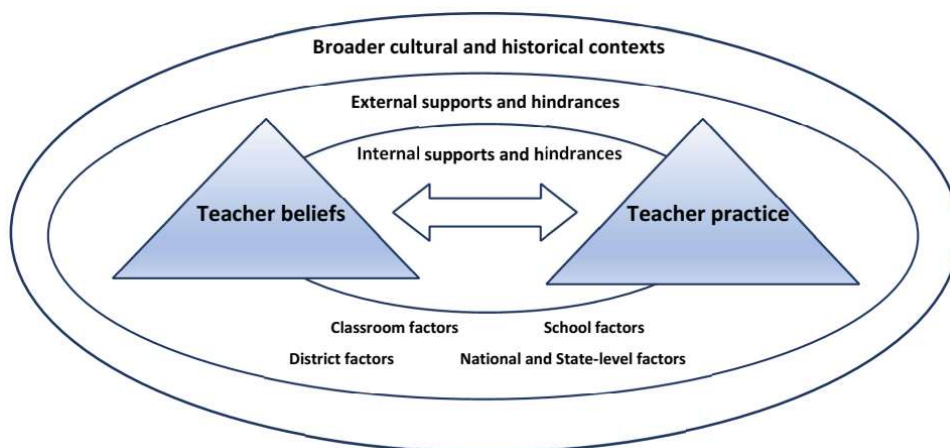 Broader cultural and historical contexts
External supports and hindrances
Internal supports and hindrances
Teacher beliefs
Teacher practice
Classroom factors
School factors
District factors
National and State-level factors